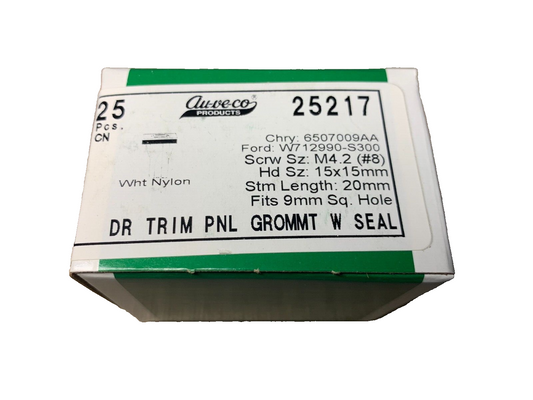 25
Pcs.
CN
Au-ve-co®
PRODUCTS
25217
Chry: 6507009AA
Ford: W712990-S300
Scrw Sz: M4.2 (#8)
Hd Sz: 15x15mm
Stm Length: 20mm
Fits 9mm Sq. Hole
Wht Nylon
DR TRIM PNL GROMMT W SEAL